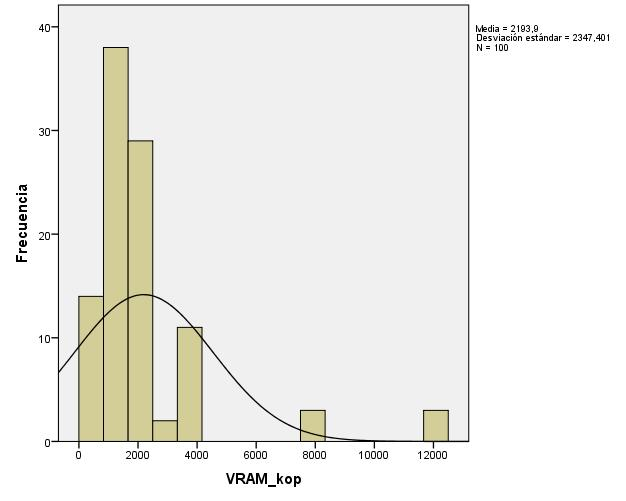 Media = 2193,9
Desviación estándar = 2347,401
N = 100
Frecuencia
40
30
20
10
0
0 2000 4000 6000 8000 10000 12000
VRAM_kop